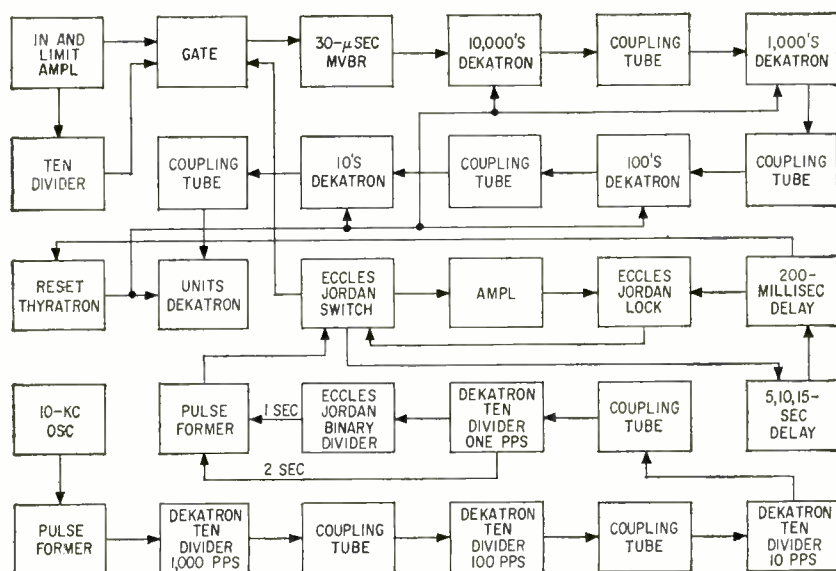 IN AND
LIMIT
AMPL
GATE
30-μSEC
MVBR
10,000'S
DEKATRON
COUPLING
TUBE
1,000'S
DEKATRON
TEN
DIVIDER
COUPLING
TUBE
10'S
DEKATRON
COUPLING
TUBE
100'S
DEKATRON
COUPLING
TUBE
RESET
THYRATRON
UNITS
DEKATRON
ECCLES
JORDAN
SWITCH
AMPL
ECCLES
JORDAN
LOCK
200-
MILLISEC
DELAY
10-KC
OSC
PULSE
FORMER
1 SEC
ECCLES
JORDAN
BINARY
DIVIDER
DEKATRON
TEN
DIVIDER
ONE PPS
COUPLING
TUBE
5,10,15-
SEC
DELAY
2 SEC
PULSE
FORMER
DEKATRON
TEN
DIVIDER
1,000 PPS
COUPLING
TUBE
DEKATRON
TEN
DIVIDER
100 PPS
COUPLING
TUBE
DEKATRON
TEN
DIVIDER
10 PPS